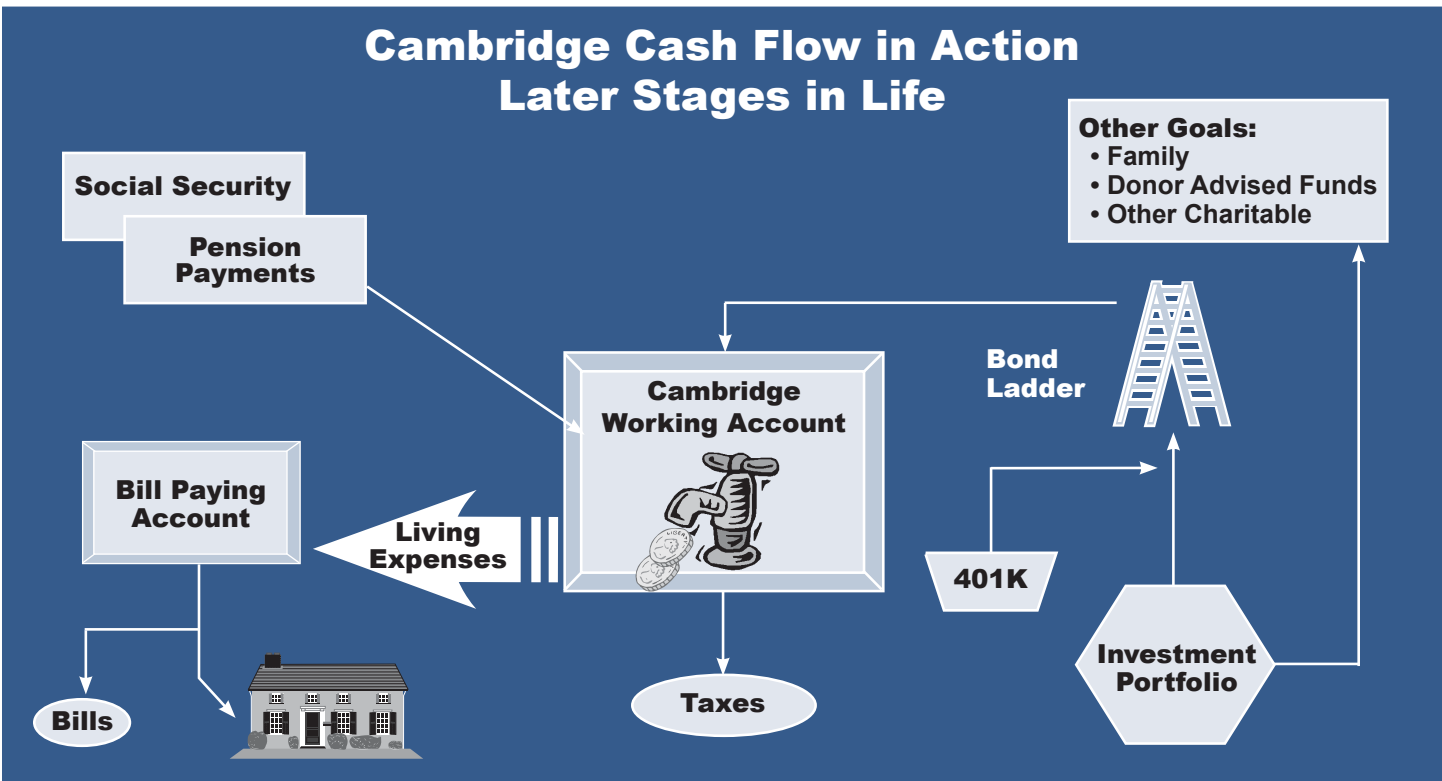 Cambridge Cash Flow in Action
Later Stages in Life
Social Security
Pension
Payments
Other Goals:
• Family
• Donor Advised Funds
• Other Charitable
Bond
Ladder
Cambridge
Working Account
LIBERTY
Bill Paying
Account
Living
Expenses
401K
Investment
Portfolio
Bills
Taxes